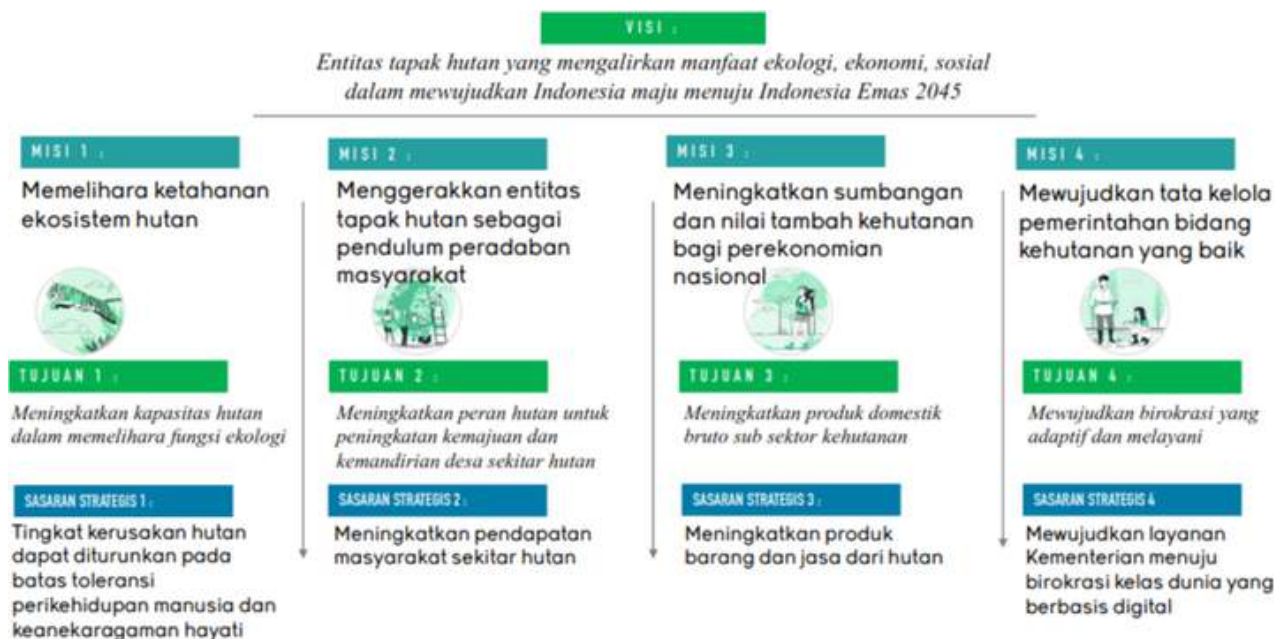 VISI :
Entitas tapak hutan yang mengalirkan manfaat ekologi, ekonomi, sosial
dalam mewujudkan Indonesia maju menuju Indonesia Emas 2045
MISI 1 :
Memelihara ketahanan
ekosistem hutan
TUJUAN 1 :
Meningkatkan kapasitas hutan
dalam memelihara fungsi ekologi
SASARAN STRATEGIS 1 :
Tingkat kerusakan hutan
dapat diturunkan pada
batas toleransi
perikehidupan manusia dan
keanekaragaman hayati
MISI 2 :
Menggerakkan entitas
tapak hutan sebagai
pendulum peradaban
masyarakat
TUJUAN 2 :
Meningkatkan peran hutan untuk
peningkatan kemajuan dan
kemandirian desa sekitar hutan
SASARAN STRATEGIS 2 :
Meningkatkan pendapatan
masyarakat sekitar hutan
MISI 3 :
Meningkatkan sumbangan
dan nilai tambah kehutanan
bagi perekonomian
nasional
TUJUAN 3 :
Meningkatkan produk domestik
bruto sub sektor kehutanan
SASARAN STRATEGIS 3 :
Meningkatkan produk
barang dan jasa dari hutan
MISI 4 :
Mewujudkan tata kelola
pemerintahan bidang
kehutanan yang baik
TUJUAN 4 :
Mewujudkan birokrasi yang
adaptif dan melayani
SASARAN STRATEGIS 4
Mewujudkan layanan
Kementerian menuju
birokrasi kelas dunia yang
berbasis digital